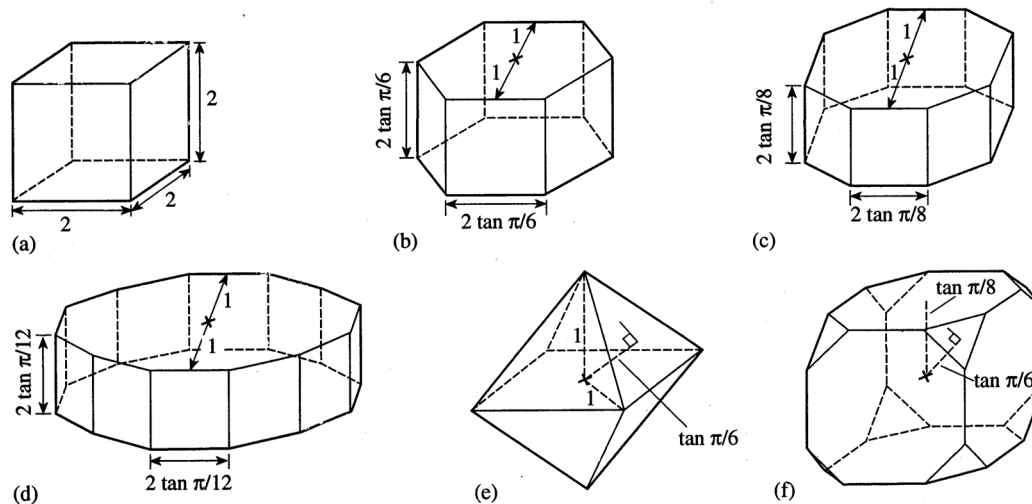 2
2
2
(a)
1
1
2 tan π/6
2 tan π/6
(b)
1
1
2 tan π/8
2 tan π/8
(c)
1
1
2 tan π/12
2 tan π/12
(d)
1
1
tan π/6
(e)
tan π/8
tan π/6
(f)